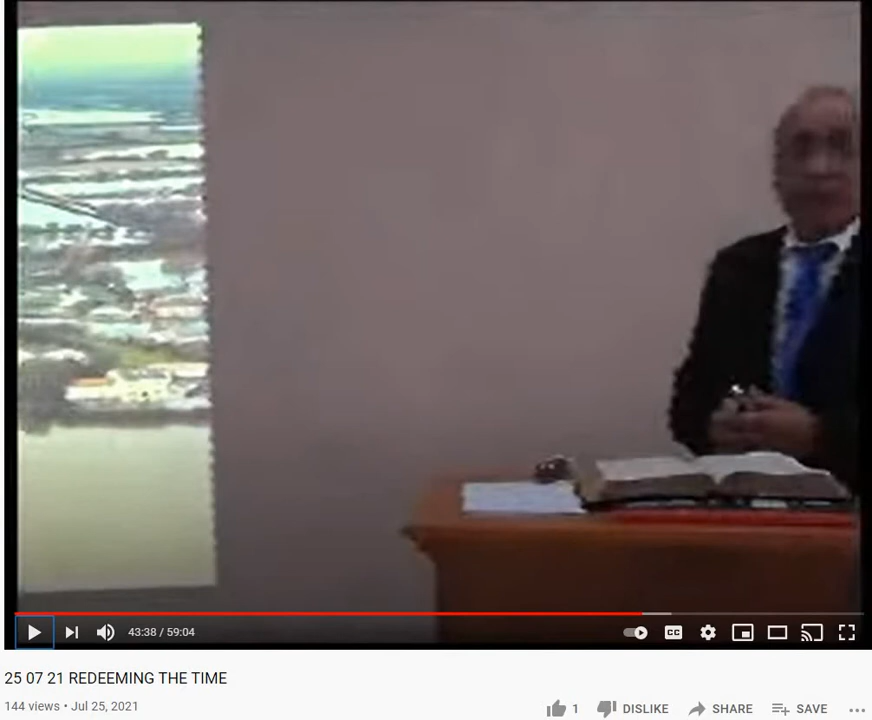 43:38 / 59:04
CC
25 07 21 REDEEMING THE TIME
144 views • Jul 25, 2021
1 DISLIKE SHARE SAVE